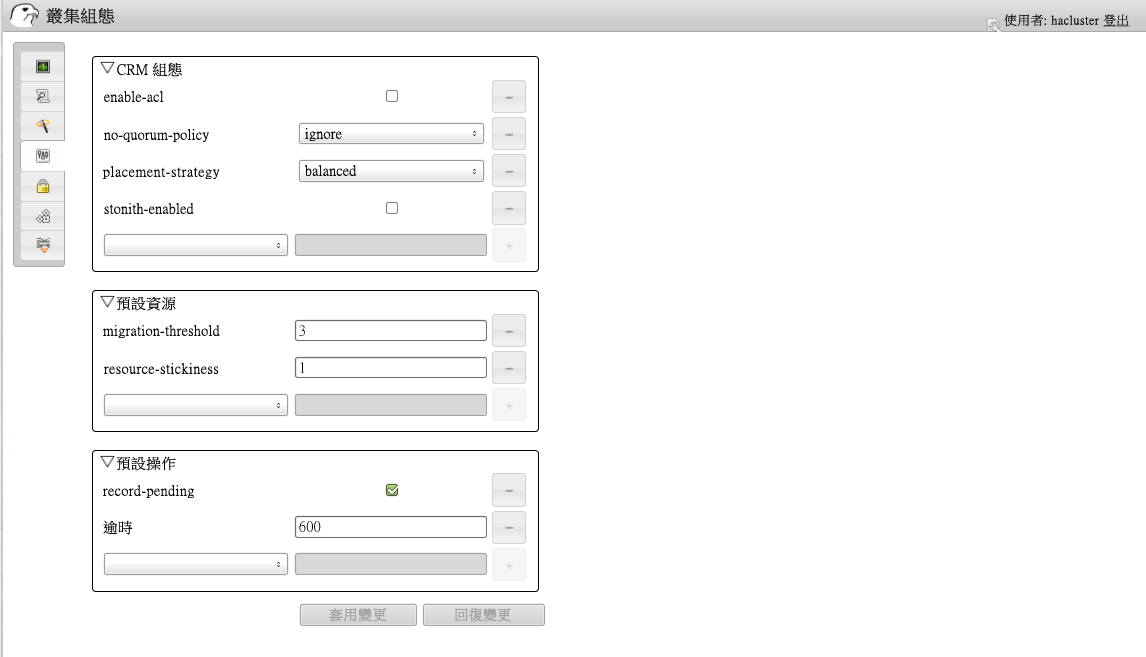 叢集組態
使用者: hacluster 登出
CRM 組態
enable-acl
no-quorum-policy ignore
placement-strategy balanced
stonith-enabled
預設資源
migration-threshold 3
resource-stickiness 1
預設操作
record-pending
逾時 600
套用變更 回復變更